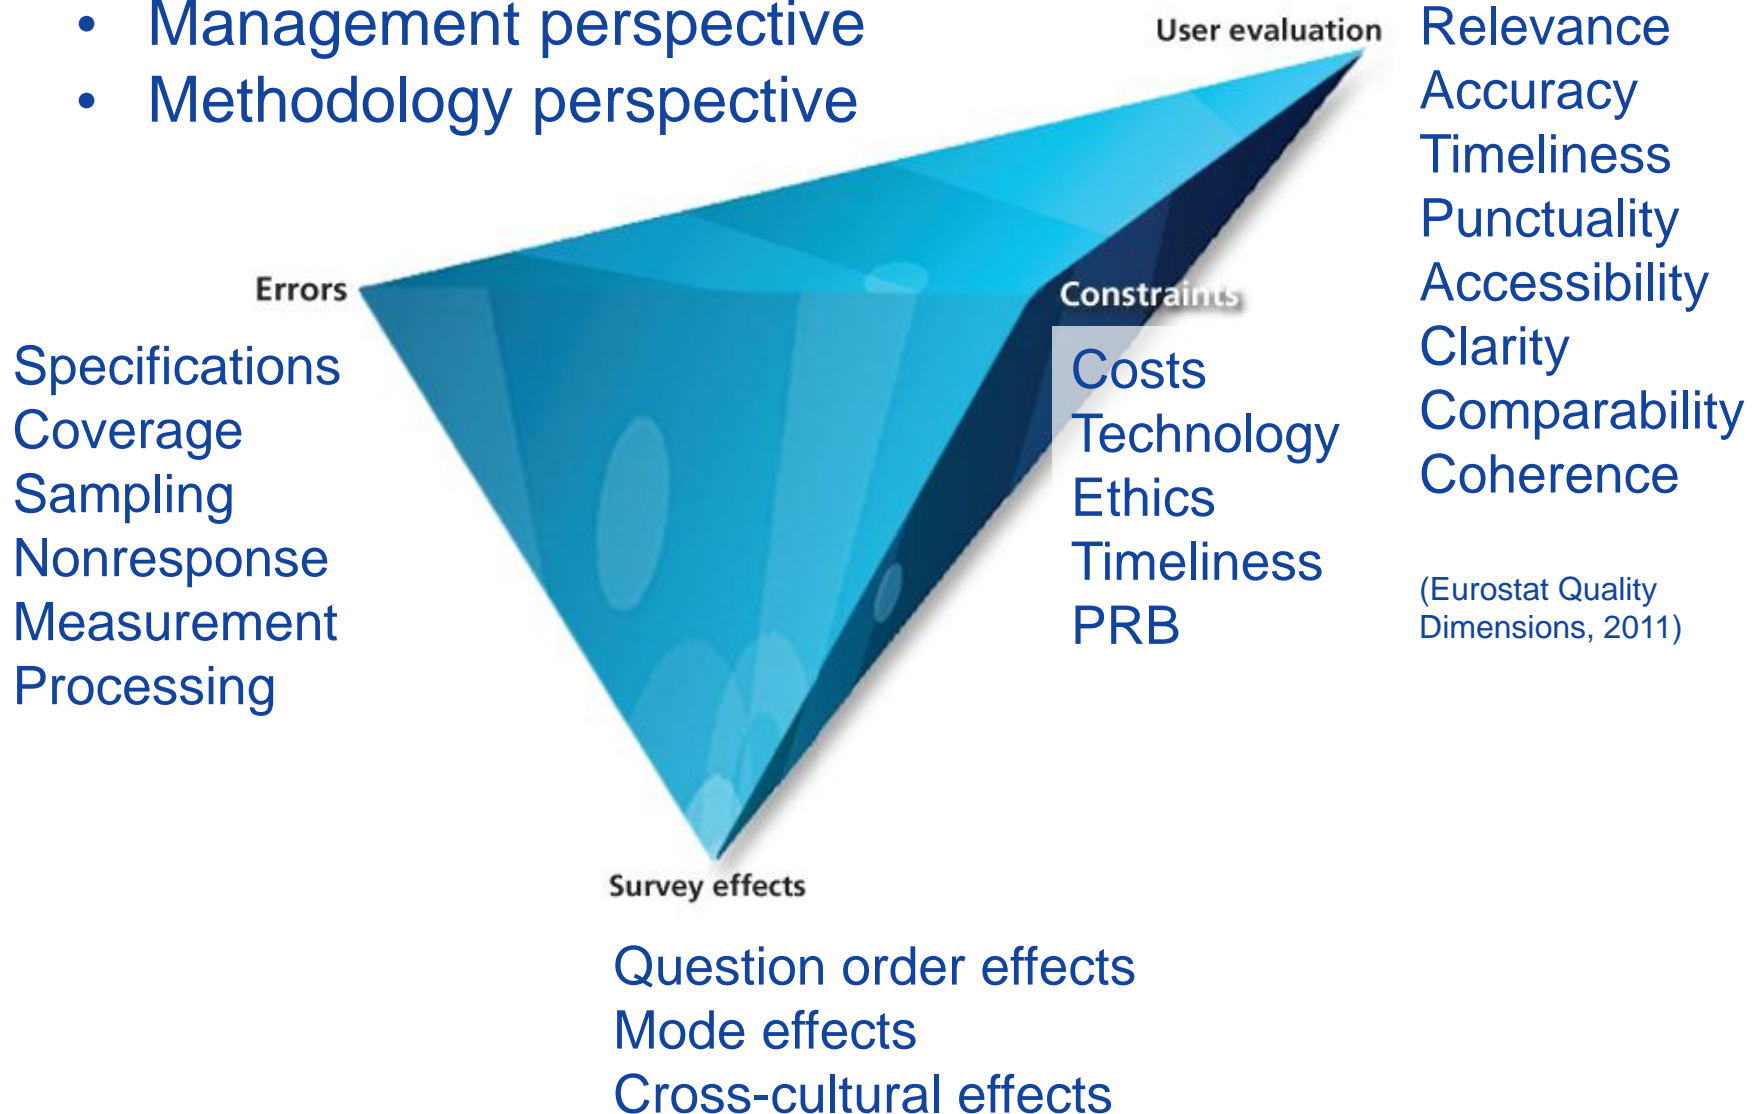 • Management perspective
• Methodology perspective
User evaluation
Relevance
Accuracy
Timeliness
Punctuality
Accessibility
Clarity
Comparability
Coherence
(Eurostat Quality
Dimensions, 2011)
Errors
Specifications
Coverage
Sampling
Nonresponse
Measurement
Processing
Constraints
Costs
Technology
Ethics
Timeliness
PRB
Survey effects
Question order effects
Mode effects
Cross-cultural effects